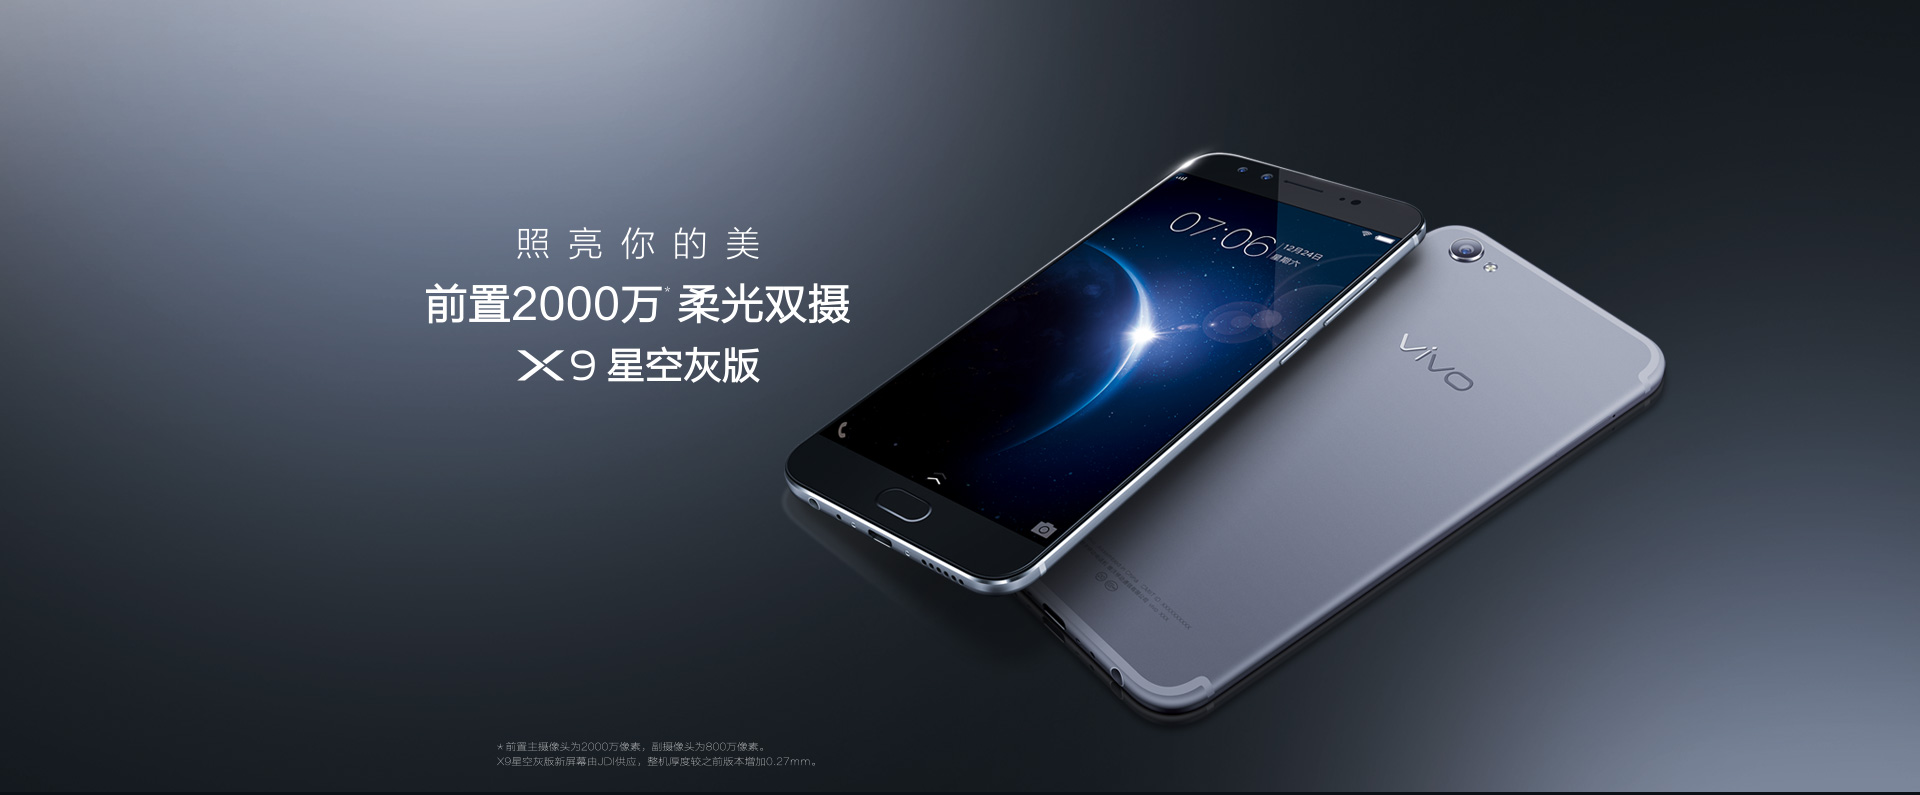 照亮你的美
前置2000万*柔光双摄
X9 星空灰版
07:06
12月24日
星期六
vivo
*前置主摄像头为2000万像素，副摄像头为800万像素。
X9星空灰版新屏幕由JDI供应，整机厚度较之前版本增加0.27mm。